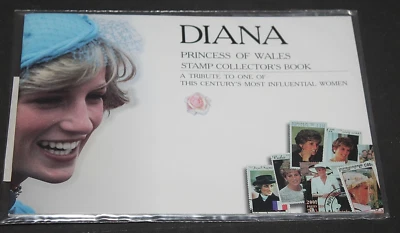 DIANA
PRINCESS OF WALES
STAMP COLLECTOR'S BOOK
A TRIBUTE TO ONE OF
THIS CENTURY'S MOST INFLUENTIAL WOMEN